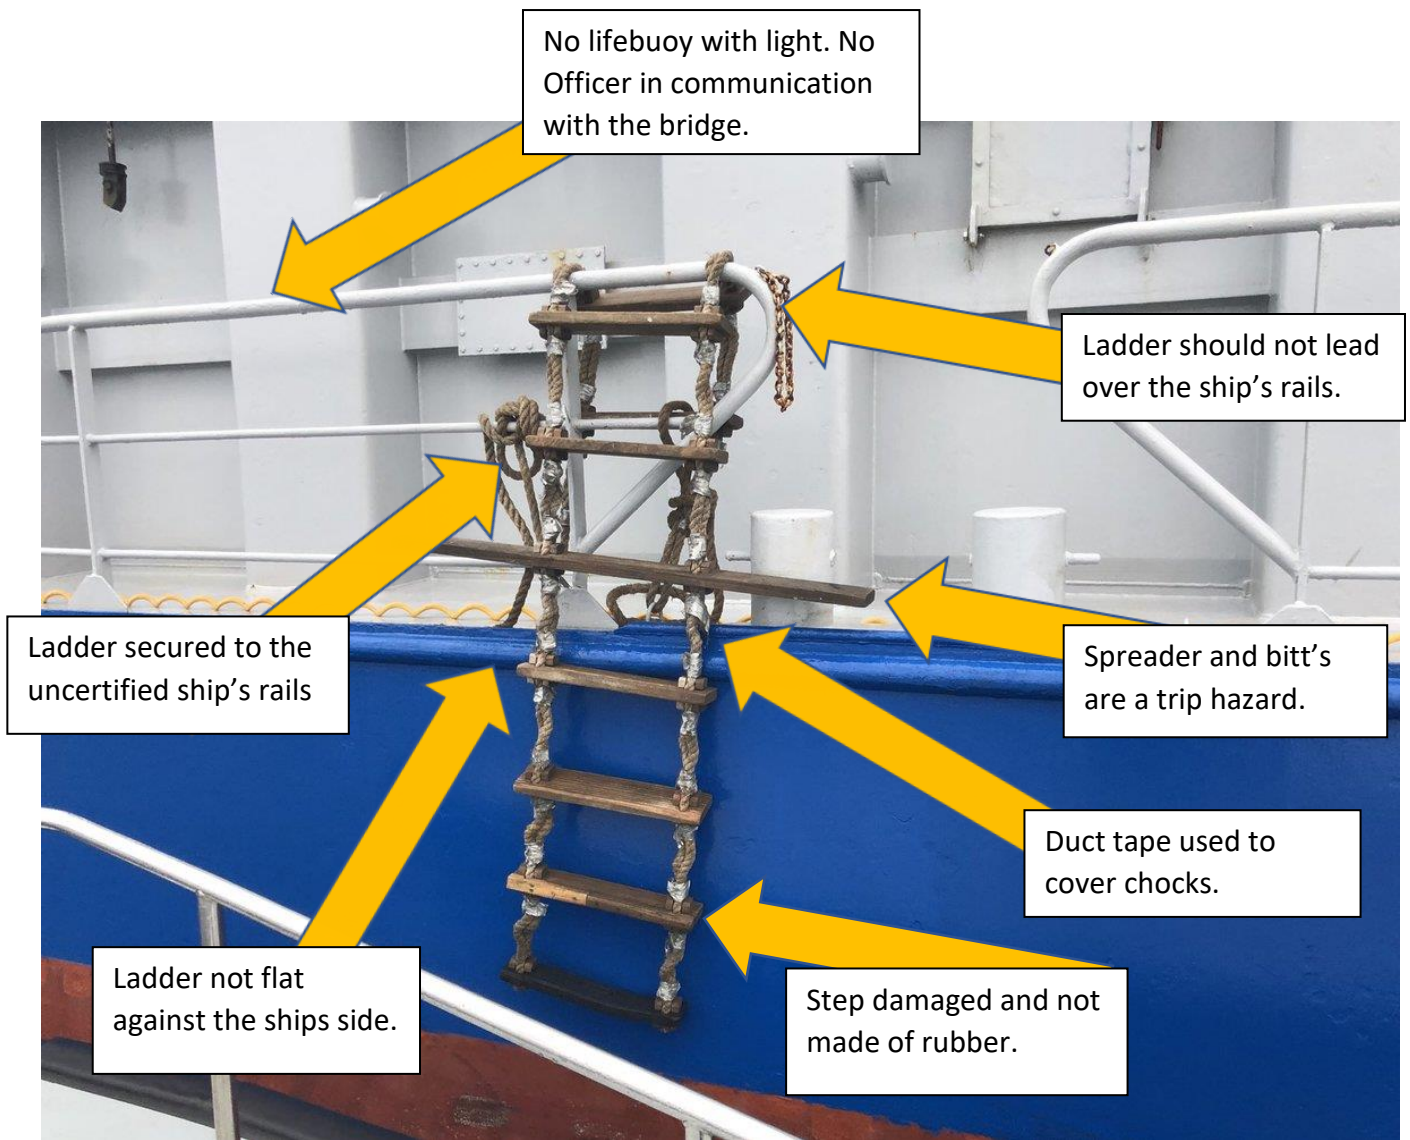 No lifebuoy with light. No
Officer in communication
with the bridge.
Ladder should not lead
over the ship’s rails.
Ladder secured to the
uncertified ship’s rails
Spreader and bitt’s
are a trip hazard.
Duct tape used to
cover chocks.
Ladder not flat
against the ships side.
Step damaged and not
made of rubber.